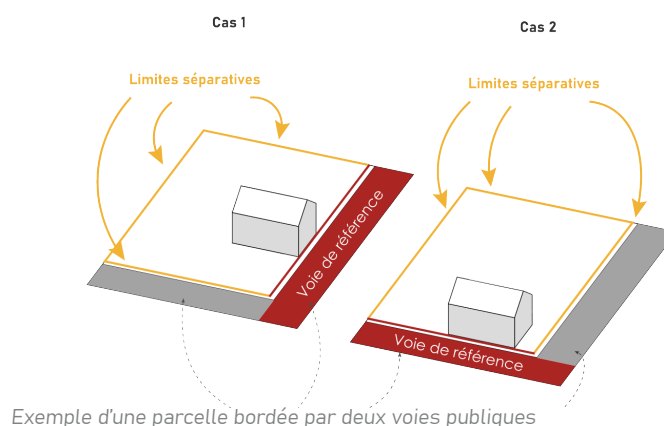 Cas 1
Cas 2
Limites séparatives
Limites séparatives
Voie de référence
Voie de référence
Exemple d'une parcelle bordée par deux voies publiques